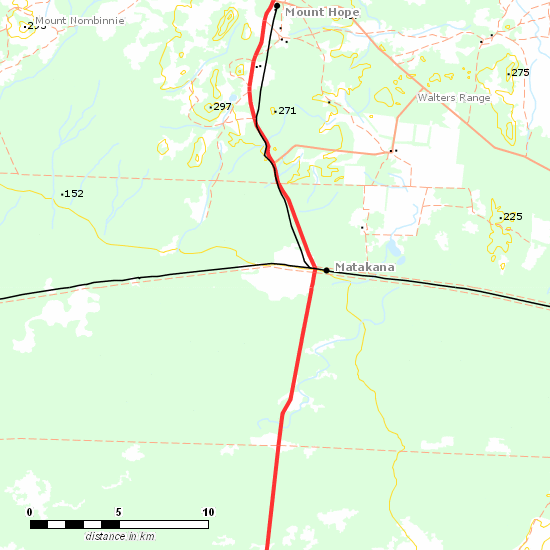 Mount Hope
Mount Nombinnie
275
Walters Range
297
271
152
225
Matakana
0 5 10
distance in km